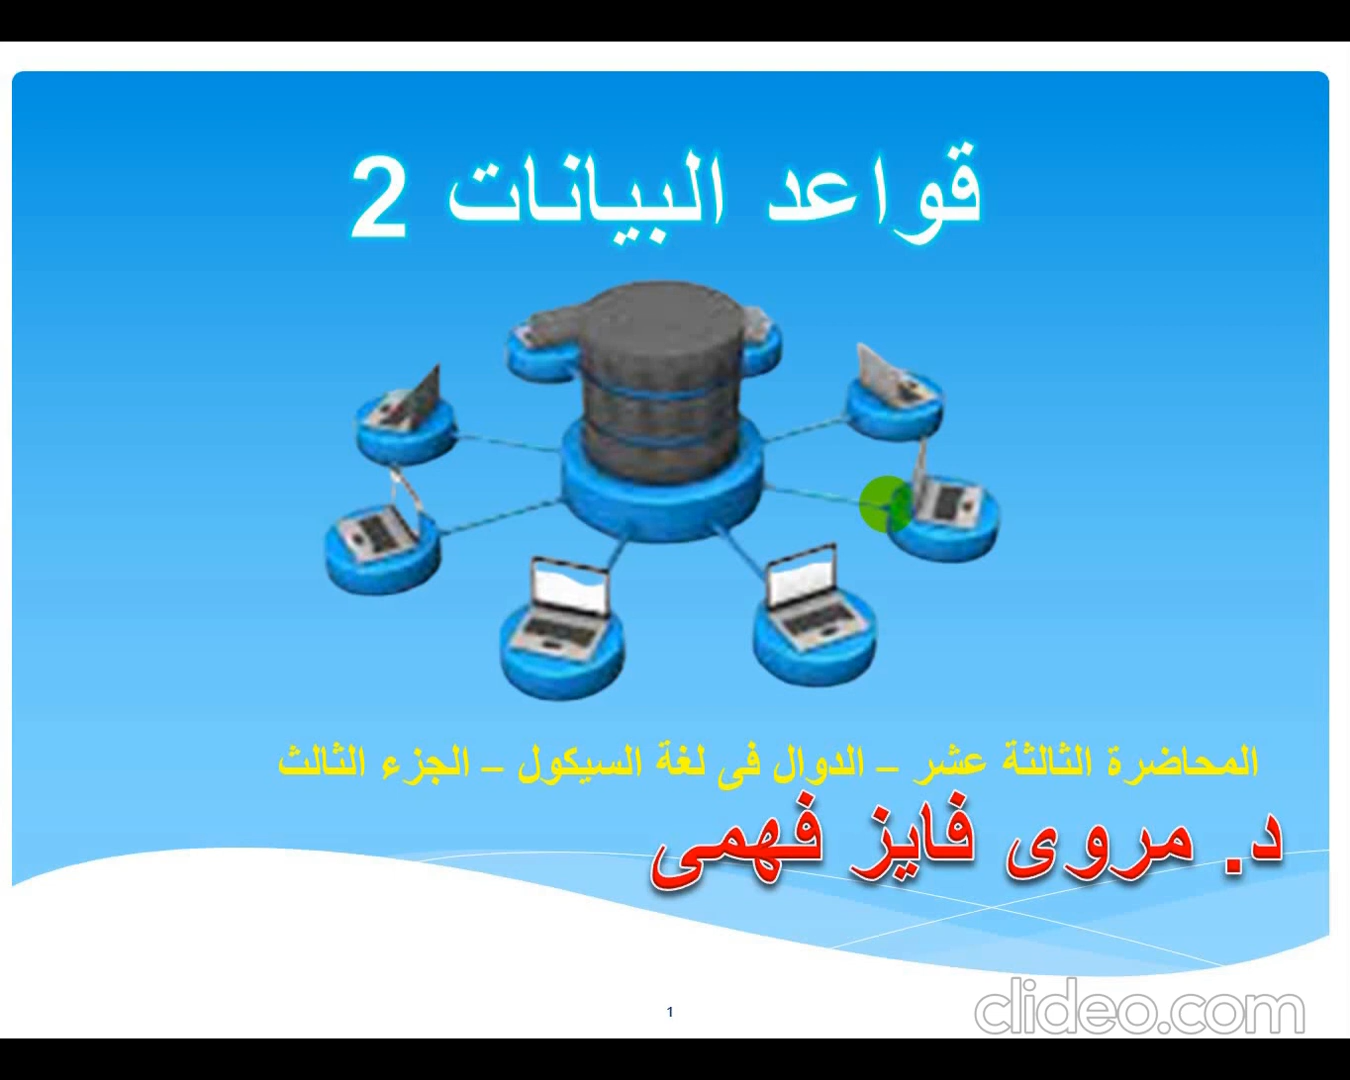 قواعد البيانات 2
المحاضرة الثالثة عشر – الدوال فى لغة السيكول – الجزء الثالث
د. مروى فايز فهمى
1
clideo.com